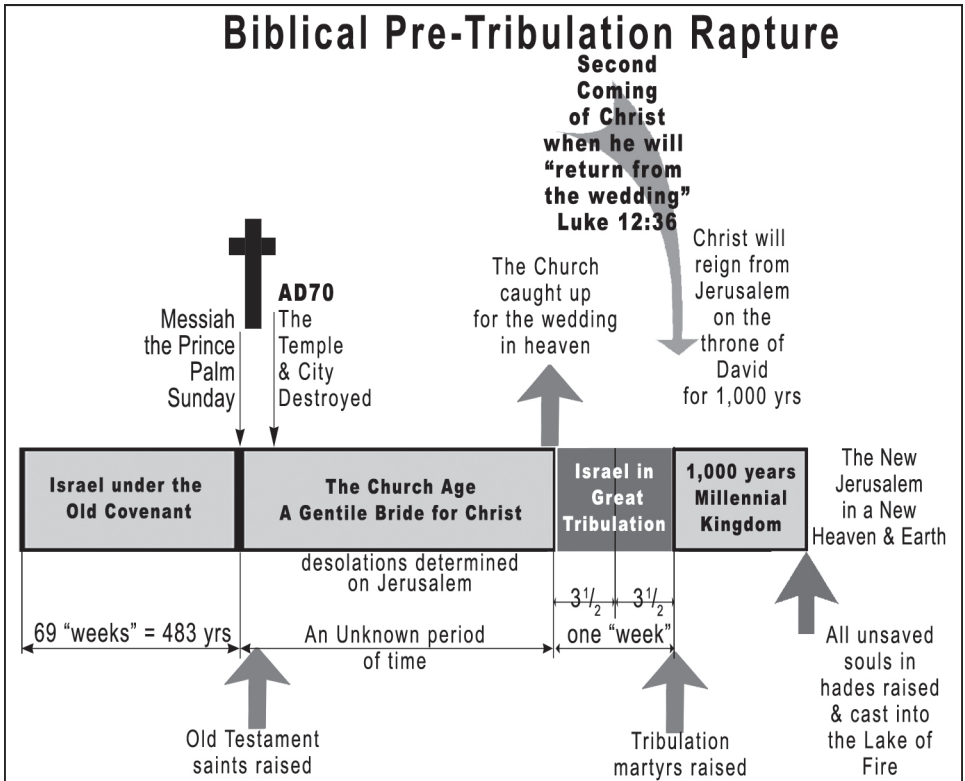 Biblical Pre-Tribulation Rapture
Second
Coming
of Christ
when he will
“return from
the wedding”
Luke 12:36
Messiah
the Prince
Palm
Sunday
AD70
The
Temple
& City
Destroyed
The Church
caught up
for the wedding
in heaven
Christ will
reign from
Jerusalem
on the
throne of
David
for 1,000 yrs
Israel under the
Old Covenant
The Church Age
A Gentile Bride for Christ
Israel in
Great
Tribulation
1,000 years
Millennial
Kingdom
The New
Jerusalem
in a New
Heaven & Earth
desolations determined
on Jerusalem
3 1/2
3 1/2
69 “weeks” = 483 yrs
An Unknown period
of time
one “week”
Old Testament
saints raised
Tribulation
martyrs raised
All unsaved
souls in
hades raised
& cast into
the Lake of
Fire